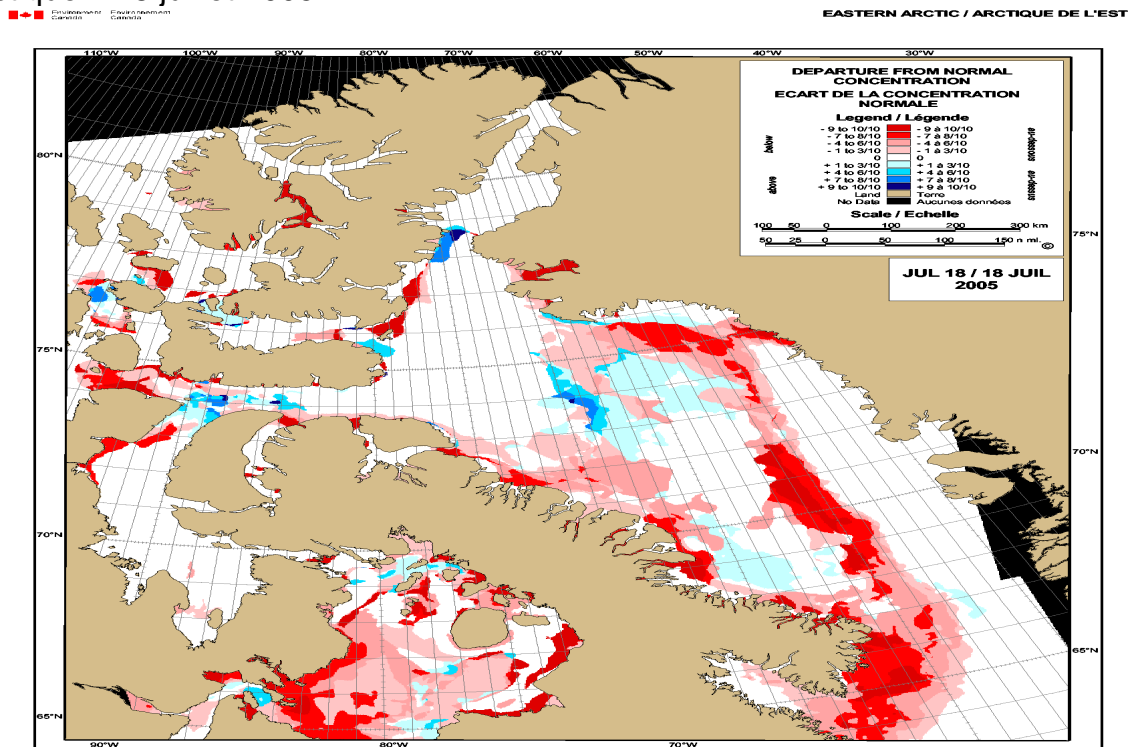 Environment Environnement
Canada Canada
EASTERN ARCTIC / ARCTIQUE DE L'EST
110°W 100°W 90°W 80°W 70°W 60°W 50°W 40°W 30°W
DEPARTURE FROM NORMAL
CONCENTRATION
ECART DE LA CONCENTRATION
NORMALE
Legend / Légende
below
- 9 to 10/10 - 9 à 10/10
- 7 to 8/10 - 7 à 8/10
- 4 to 6/10 - 4 à 6/10
- 1 to 3/10 - 1 à 3/10
0 0
above
+ 1 to 3/10 + 1 à 3/10
+ 4 to 6/10 + 4 à 6/10
+ 7 to 8/10 + 7 à 8/10
+ 9 to 10/10 + 9 à 10/10
Land Terre
No Data Aucunes données
au-dessous
au-dessus
Scale / Echelle
100 50 0 100 200 300 km
50 25 0 50 100 150 n mi. ©
JUL 18 / 18 JUIL
2005
80°N
75°N
75°N
70°N
70°N
65°N
65°N
90°W 80°W 70°W